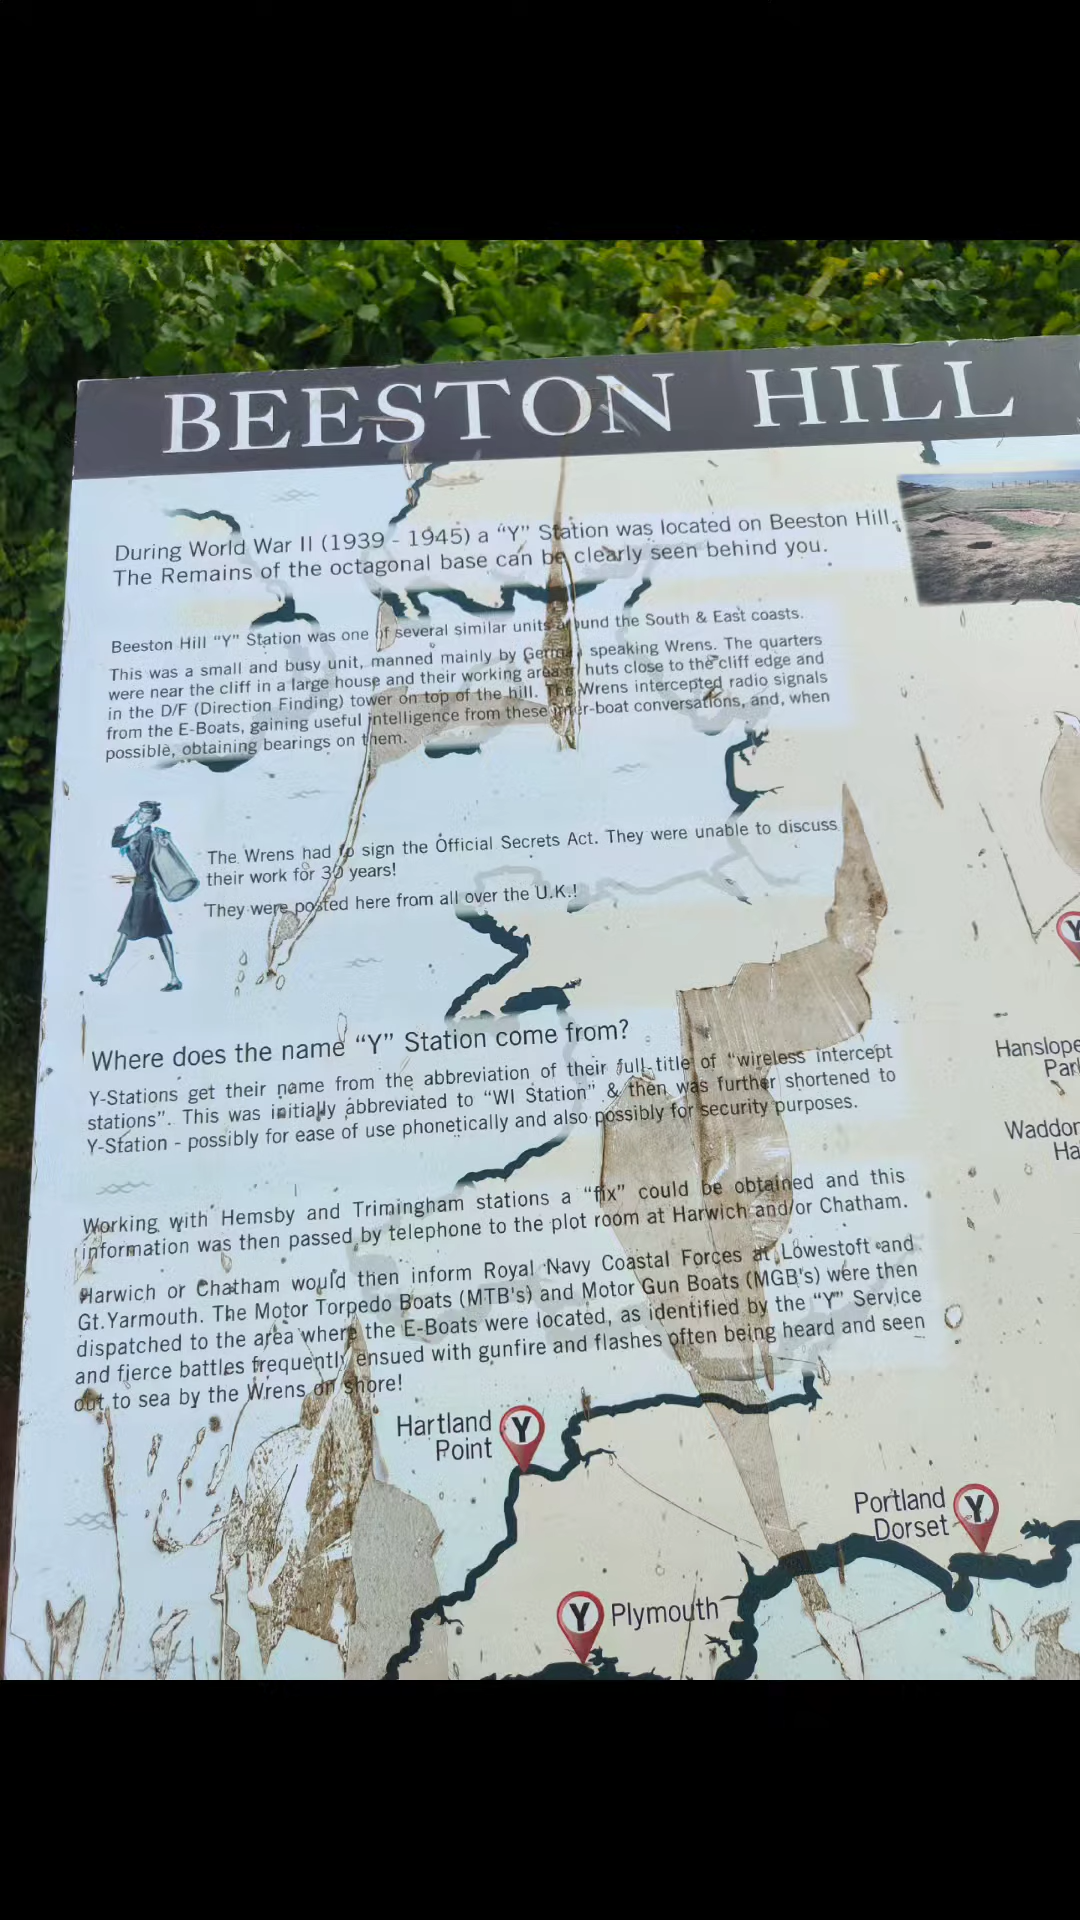 BEESTON HILL
During World War II (1939 - 1945) a “Y” Station was located on Beeston Hill.
The Remains of the octagonal base can be clearly seen behind you.
Beeston Hill “Y” Station was one of several similar units around the South & East coasts.
This was a small and busy unit, manned mainly by German speaking Wrens. The quarters
were near the cliff in a large house and their working area huts close to the cliff edge and
in the D/F (Direction Finding) tower on top of the hill. The Wrens intercepted radio signals
from the E-Boats, gaining useful intelligence from these inter-boat conversations, and, when
possible, obtaining bearings on them.
The Wrens had to sign the Official Secrets Act. They were unable to discuss
their work for 30 years!
They were posted here from all over the U.K.!
Where does the name “Y” Station come from?
Y-Stations get their name from the abbreviation of their full-title of “wireless intercept
stations”. This was initially abbreviated to “WI Station” & then was further shortened to
Y-Station - possibly for ease of use phonetically and also possibly for security purposes.
Working with Hemsby and Trimingham stations a “fix” could be obtained and this
information was then passed by telephone to the plot room at Harwich and/or Chatham.
Harwich or Chatham would then inform Royal Navy Coastal Forces at Lowestoft and
Gt.Yarmouth. The Motor Torpedo Boats (MTB's) and Motor Gun Boats (MGB's) were then
dispatched to the area where the E-Boats were located, as identified by the “Y” Service
and fierce battles frequently ensued with gunfire and flashes often being heard and seen
out to sea by the Wrens on shore!
Y
Hanslope
Waddon
Hartland
Point
Y
Portland
Dorset
Y
Y
Plymouth